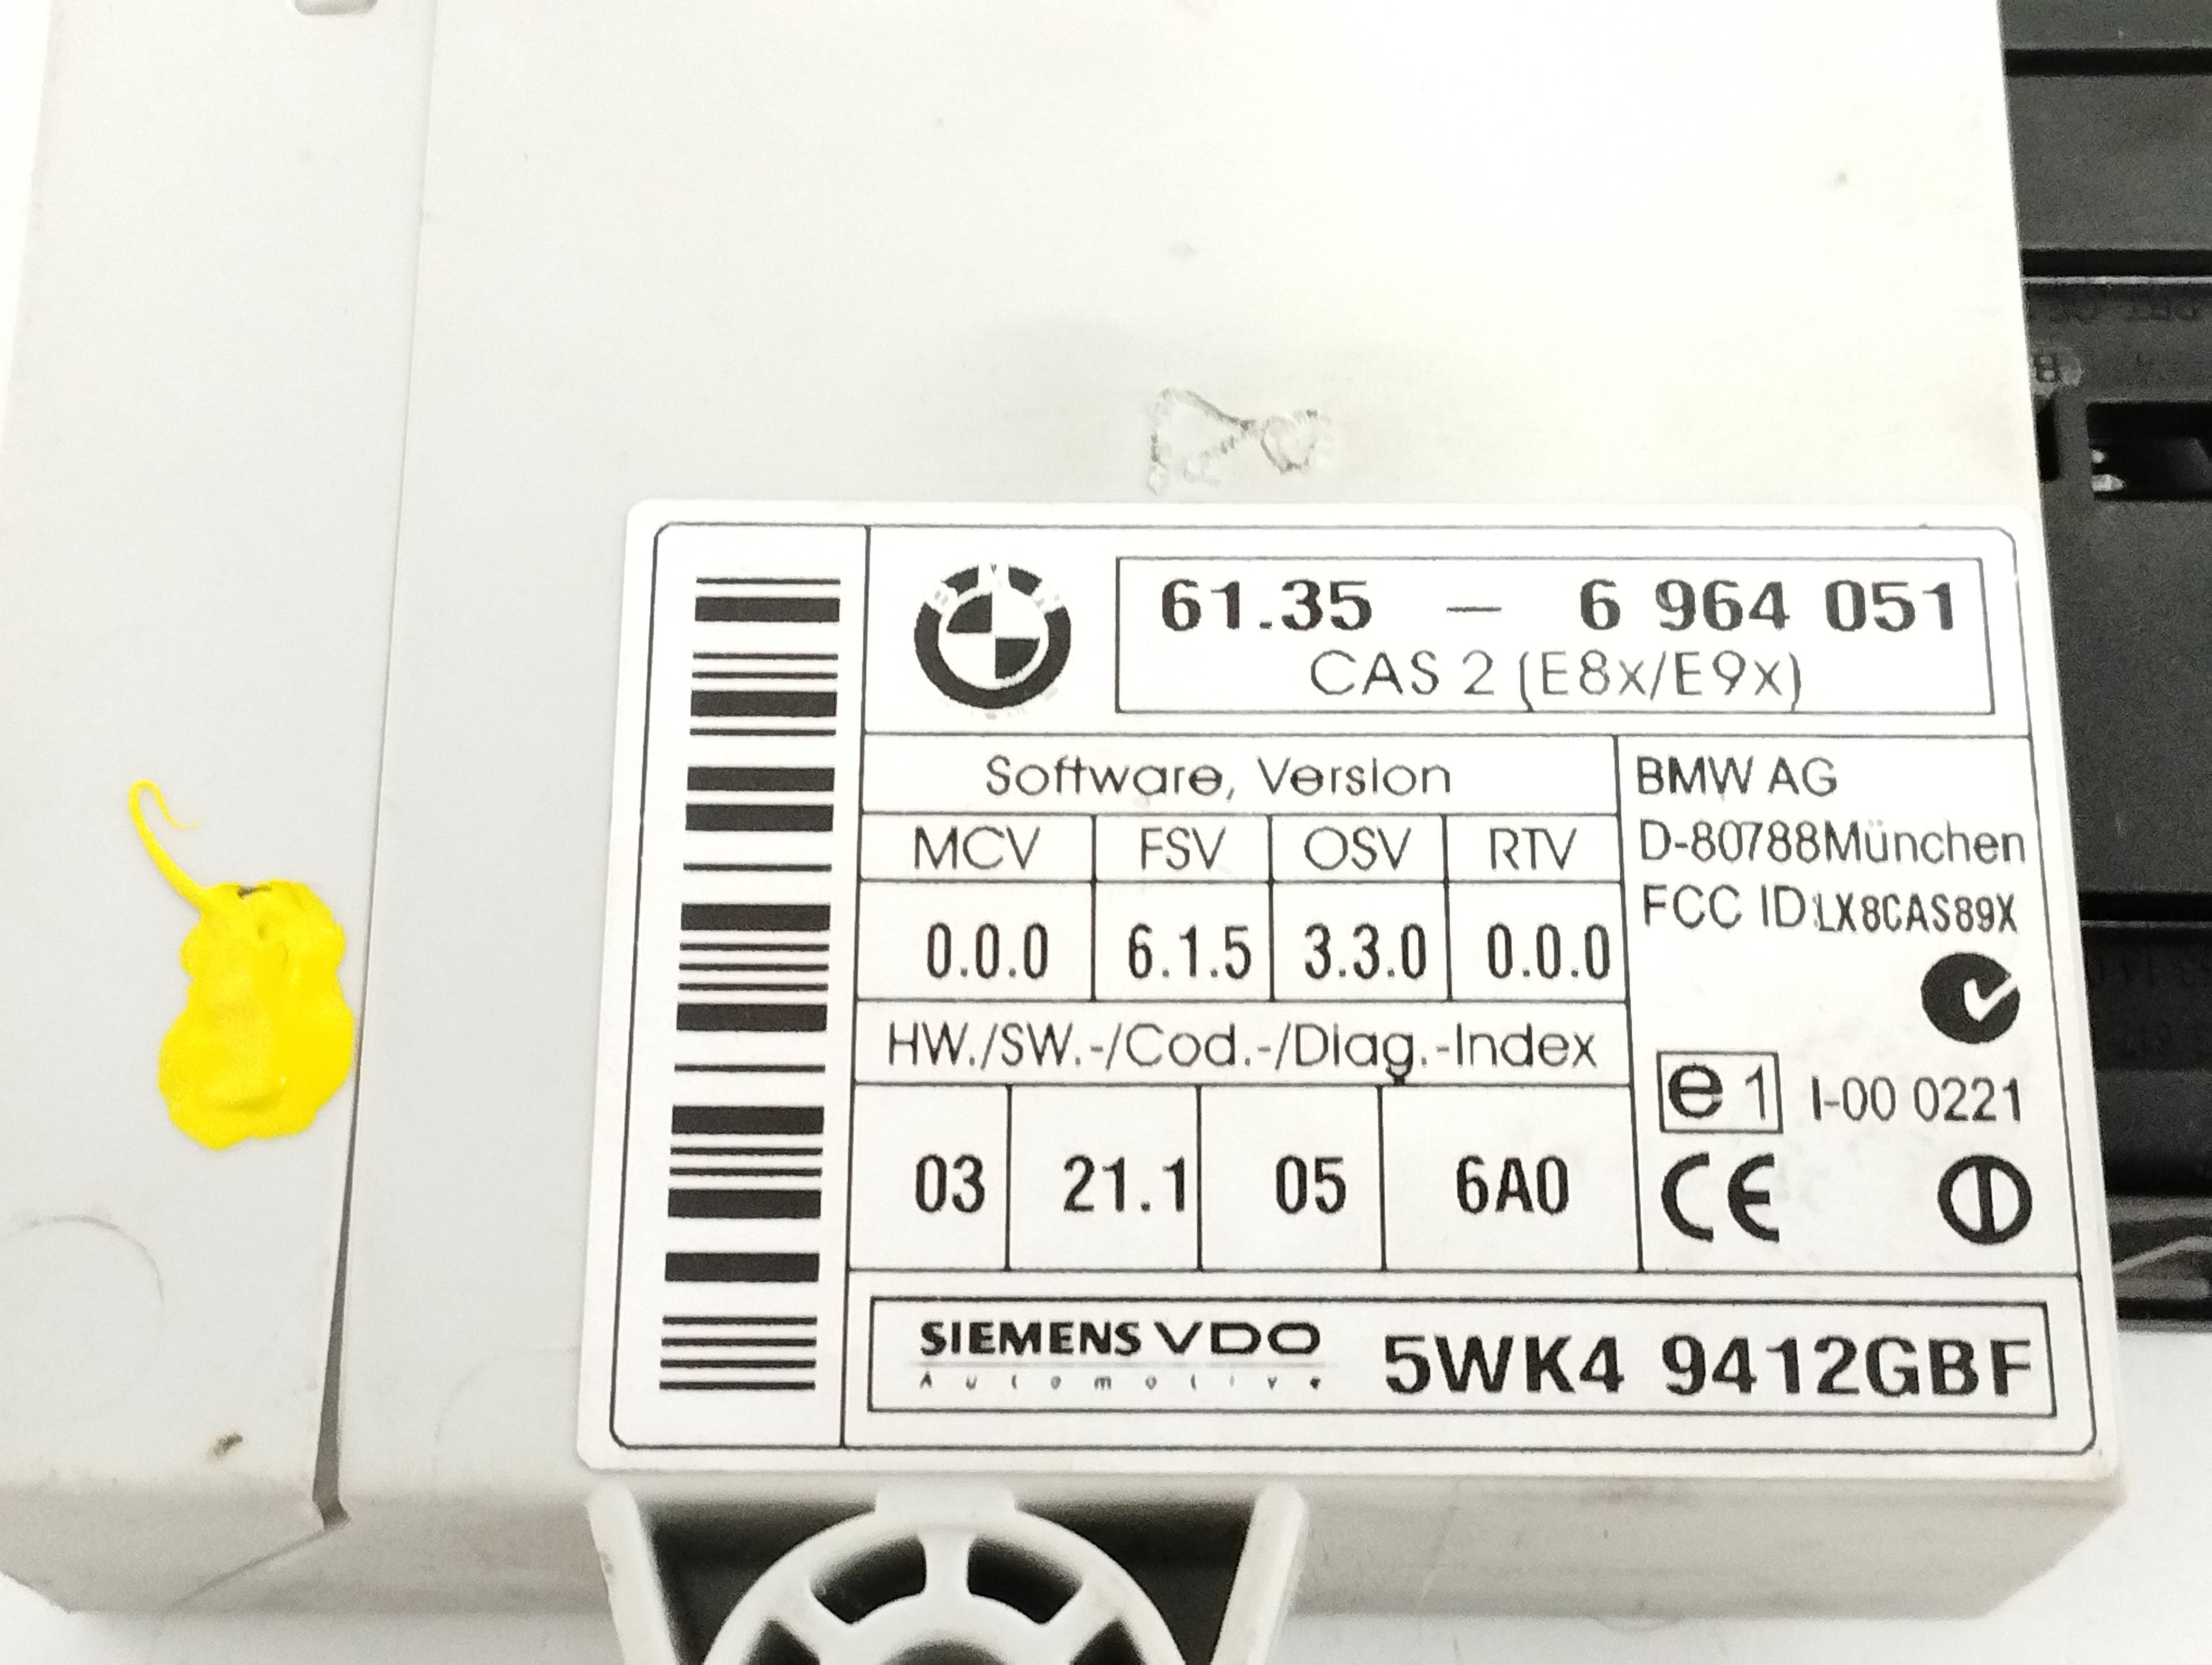 61.35 – 6 964 051
CAS 2 (E8x/E9x)
Software, Version
MCV FSV OSV RTV
0.0.0 6.1.5 3.3.0 0.0.0
HW./SW.-/Cod.-/Diag.-Index
03 21.1 05 6A0
BMW AG
D-80788München
FCC ID:LX8CAS89X
e1 I-00 0221
CE
SIEMENS VDO
Automotive
5WK4 9412GBF